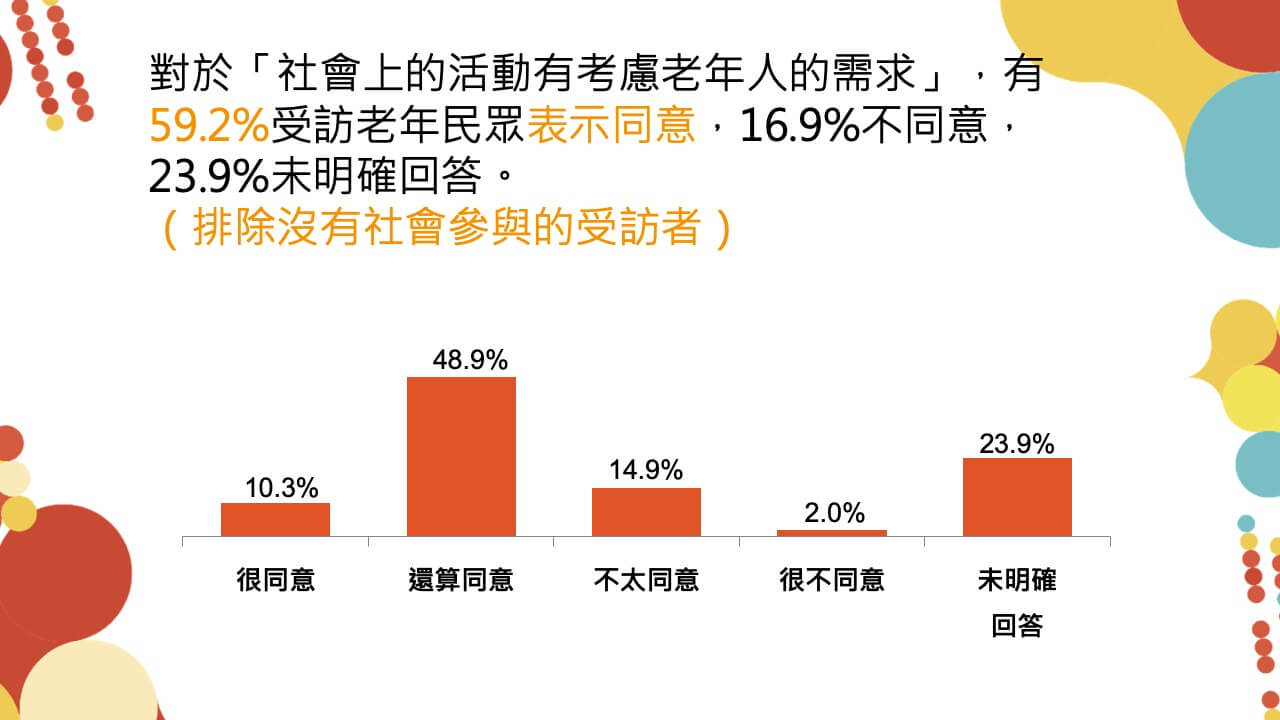 對於「社會上的活動有考慮老年人的需求」，有
59.2%受訪老年民眾表示同意，16.9%不同意，
23.9%未明確回答。
（排除沒有社會參與的受訪者）
48.9%
23.9%
14.9%
10.3%
2.0%
很同意 還算同意 不太同意 很不同意 未明確
回答